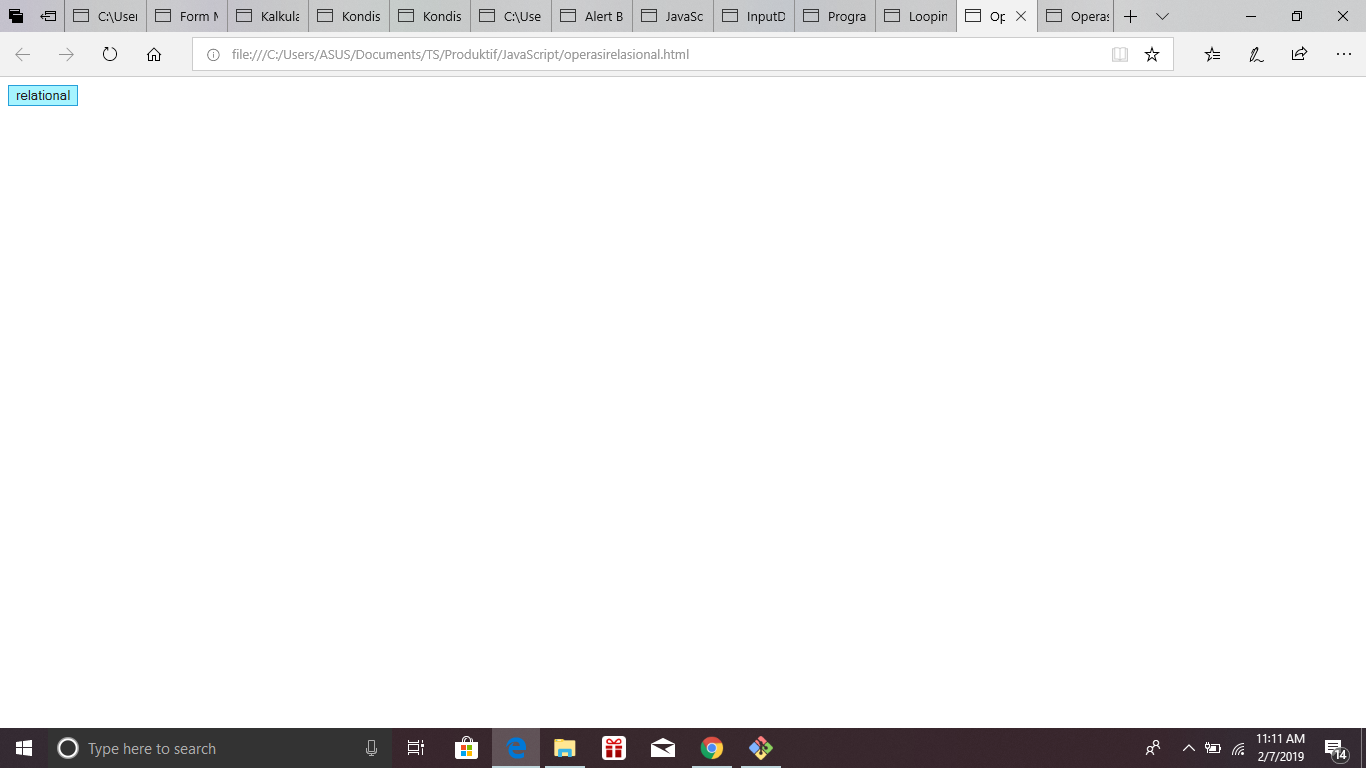 C:\User Form M Kalkula Kondis Kondis C:\Use Alert B JavaSc InputD Progra Loopin Op Operas
file:///C:/Users/ASUS/Documents/TS/Produktif/JavaScript/operasirelasional.html
relational
Type here to search
11:11 AM
2/7/2019
14